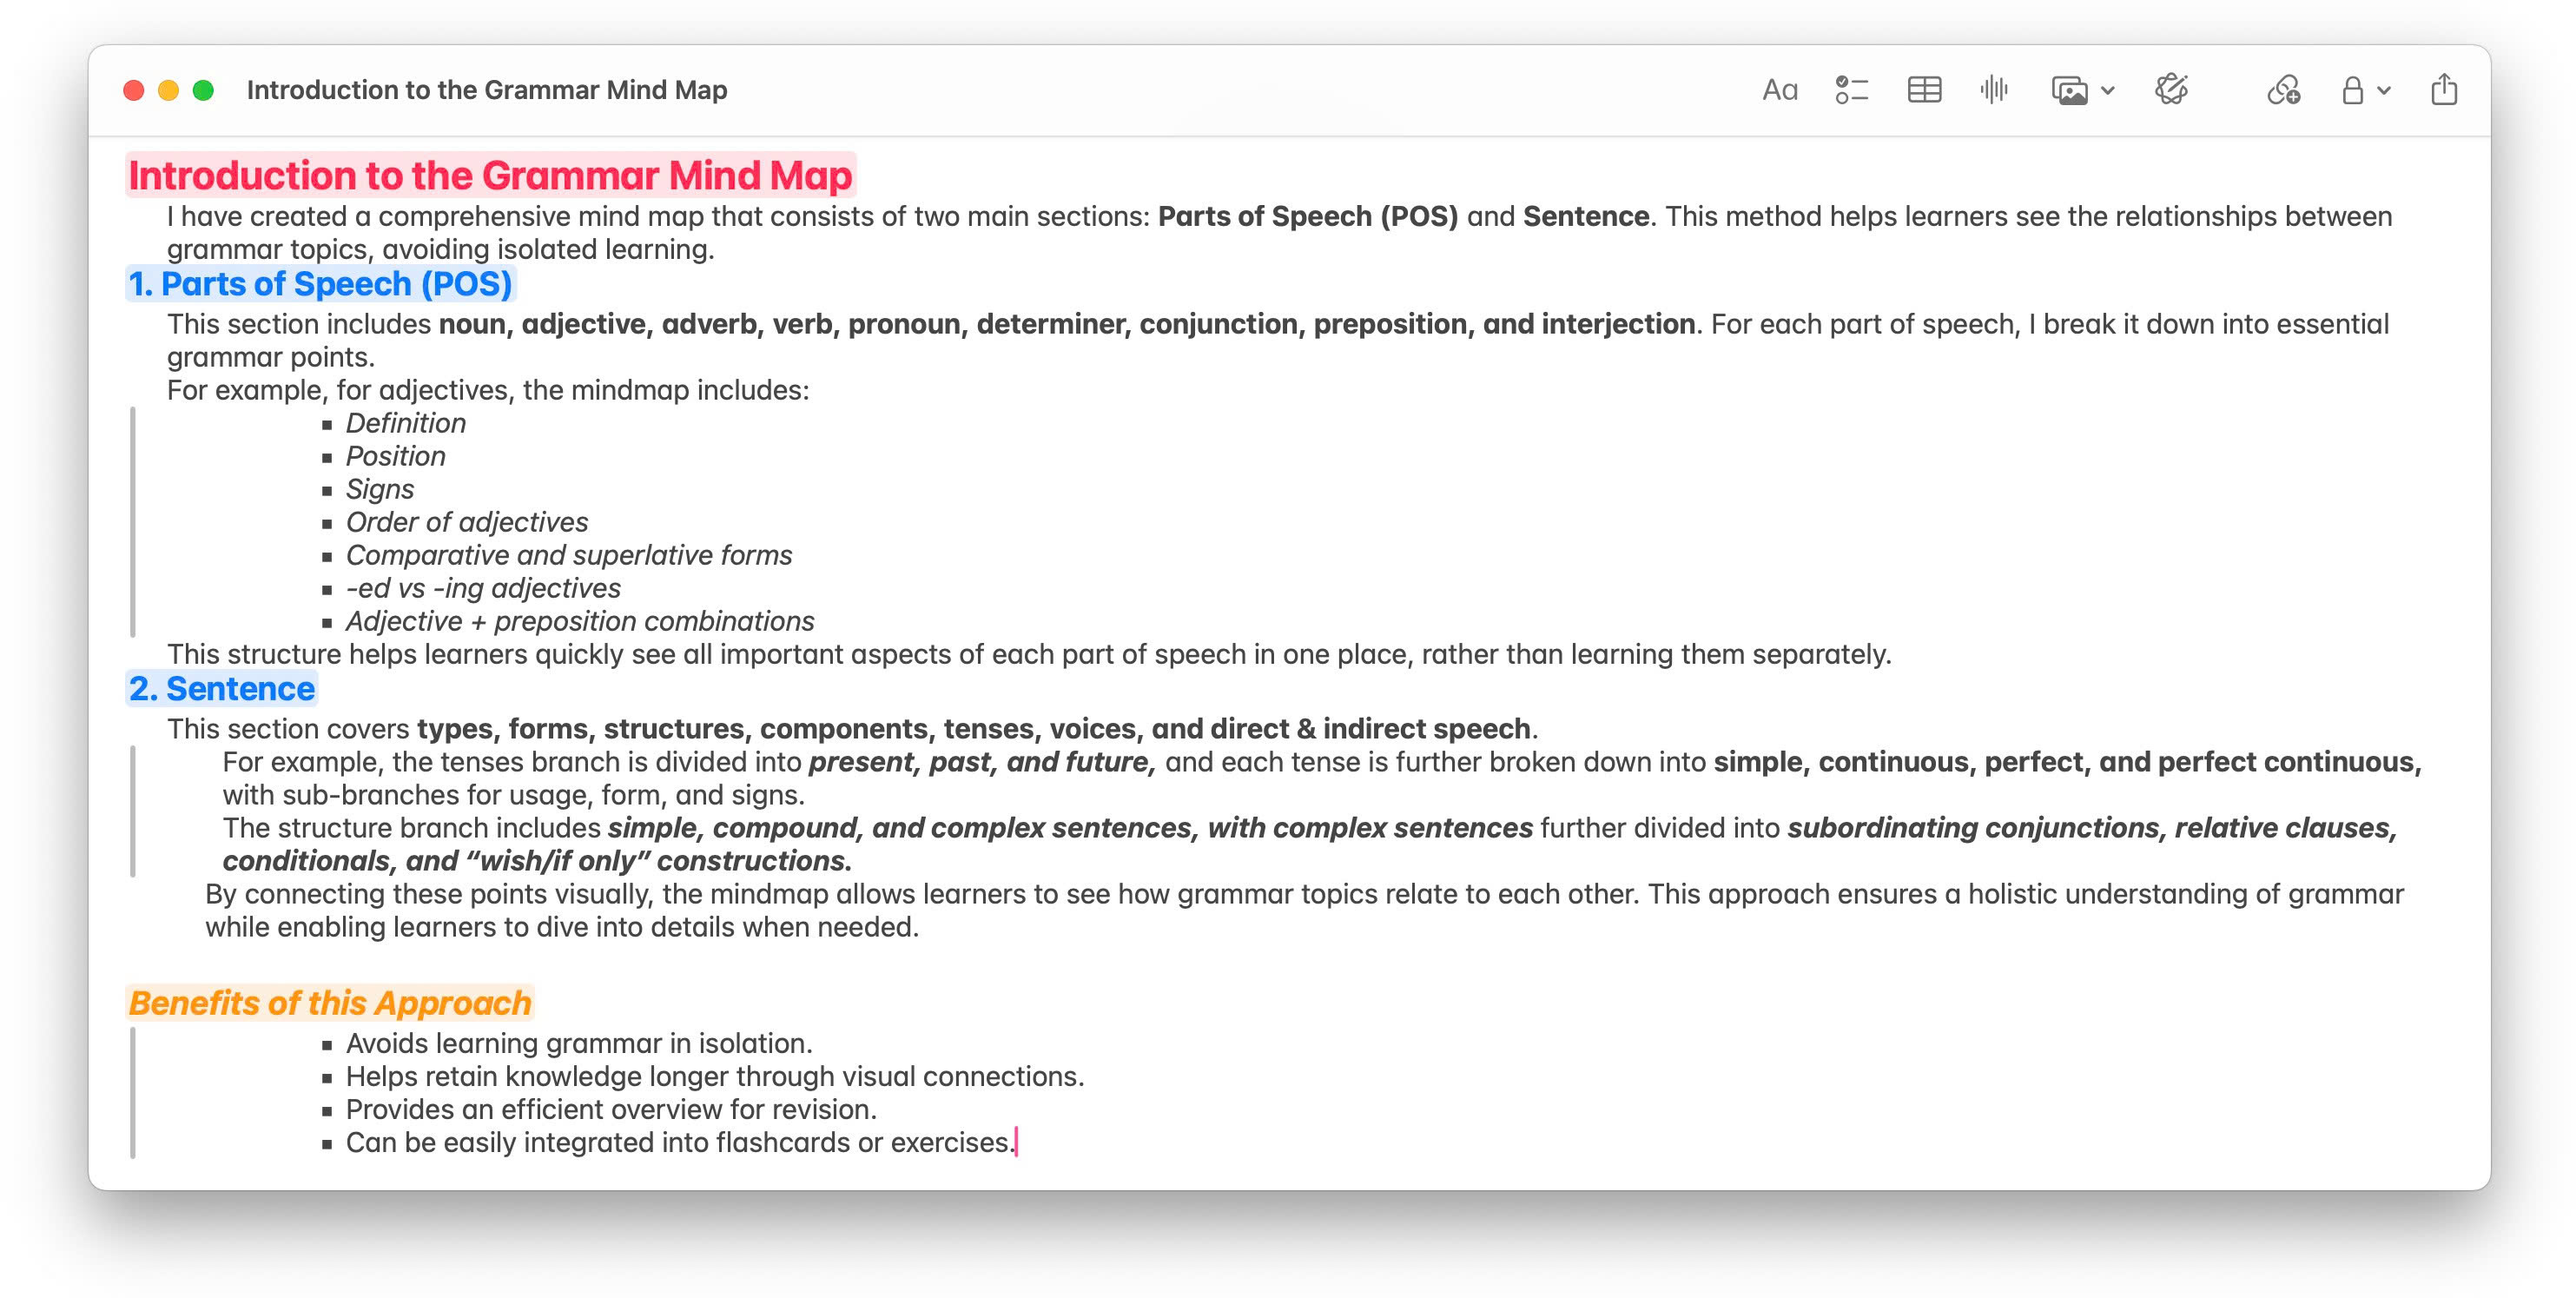 Introduction to the Grammar Mind Map
Aa
Introduction to the Grammar Mind Map
I have created a comprehensive mind map that consists of two main sections: Parts of Speech (POS) and Sentence. This method helps learners see the relationships between
grammar topics, avoiding isolated learning.
1. Parts of Speech (POS)
This section includes noun, adjective, adverb, verb, pronoun, determiner, conjunction, preposition, and interjection. For each part of speech, I break it down into essential
grammar points.
For example, for adjectives, the mindmap includes:
▪ Definition
▪ Position
▪ Signs
▪ Order of adjectives
▪ Comparative and superlative forms
▪ -ed vs -ing adjectives
▪ Adjective + preposition combinations
This structure helps learners quickly see all important aspects of each part of speech in one place, rather than learning them separately.
2. Sentence
This section covers types, forms, structures, components, tenses, voices, and direct & indirect speech.
For example, the tenses branch is divided into present, past, and future, and each tense is further broken down into simple, continuous, perfect, and perfect continuous,
with sub-branches for usage, form, and signs.
The structure branch includes simple, compound, and complex sentences, with complex sentences further divided into subordinating conjunctions, relative clauses,
conditionals, and “wish/if only” constructions.
By connecting these points visually, the mindmap allows learners to see how grammar topics relate to each other. This approach ensures a holistic understanding of grammar
while enabling learners to dive into details when needed.
Benefits of this Approach
▪ Avoids learning grammar in isolation.
▪ Helps retain knowledge longer through visual connections.
▪ Provides an efficient overview for revision.
▪ Can be easily integrated into flashcards or exercises.